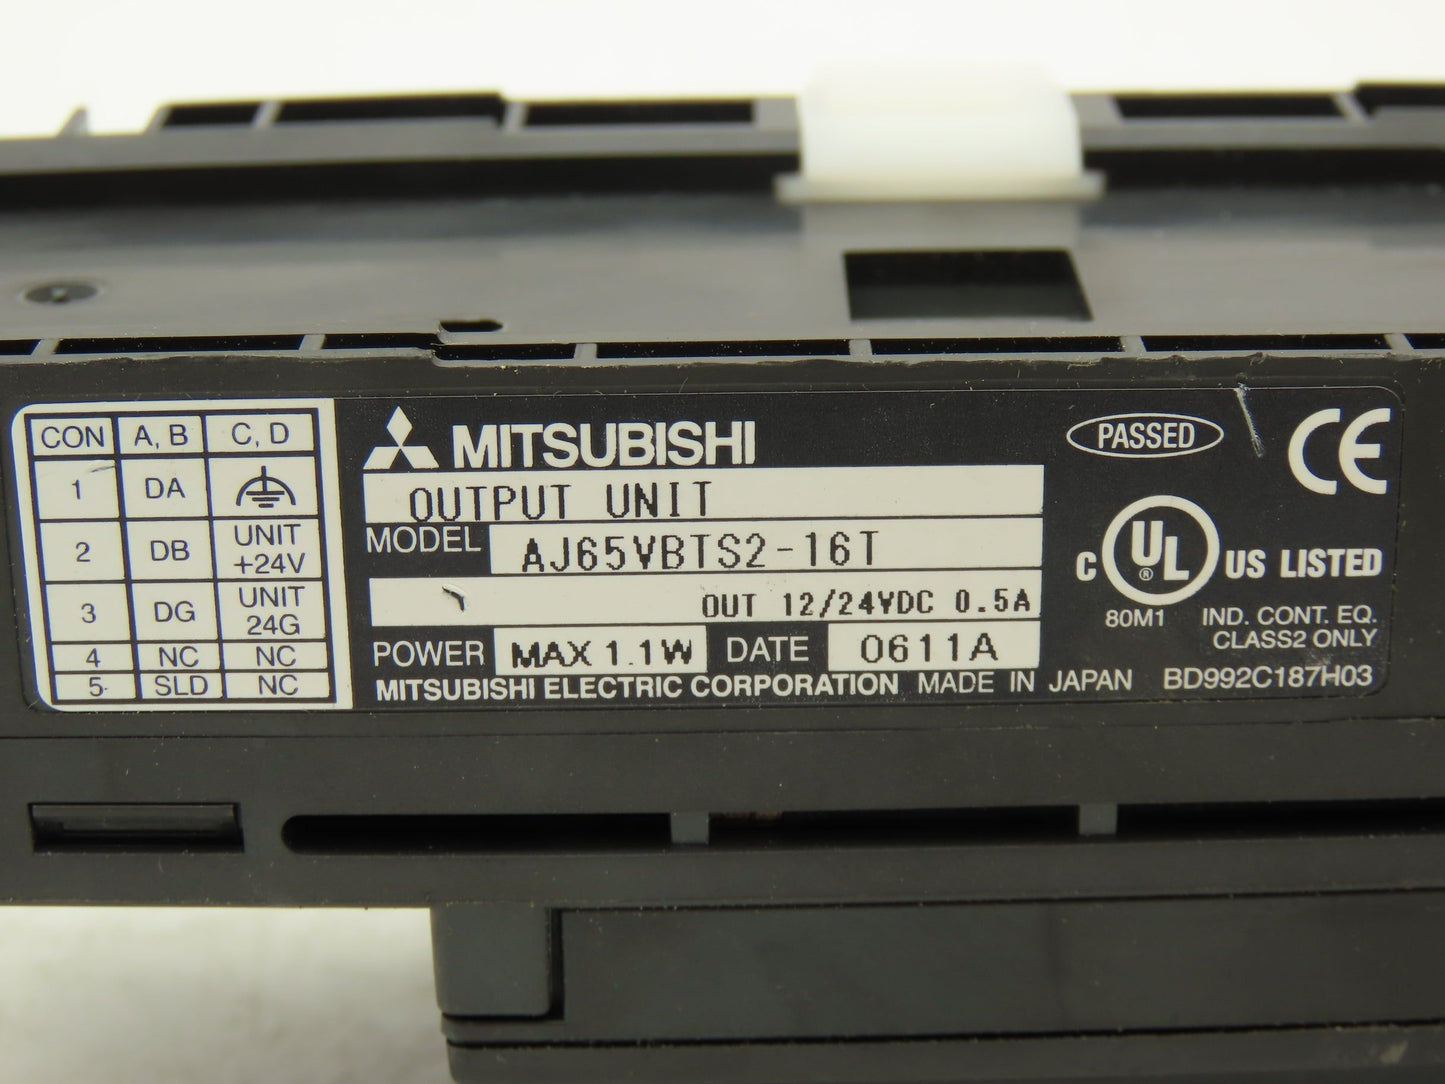 CON A, B C, D
1 DA
2 DB UNIT +24V
3 DG UNIT 24G
4 NC NC
5 SLD NC
MITSUBISHI
OUTPUT UNIT
MODEL AJ65VBTS2-16T
OUT 12/24VDC 0.5A
POWER MAX 1.1W DATE 0611A
MITSUBISHI ELECTRIC CORPORATION MADE IN JAPAN BD992C187H03
PASSED
CE
C UL ® US LISTED
80M1 IND. CONT. EQ.
CLASS2 ONLY